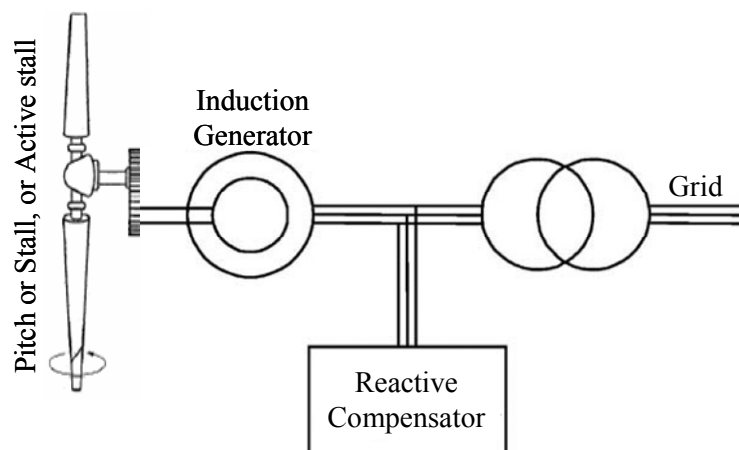 Pitch or Stall, or Active stall
Induction
Generator
Grid
Reactive
Compensator